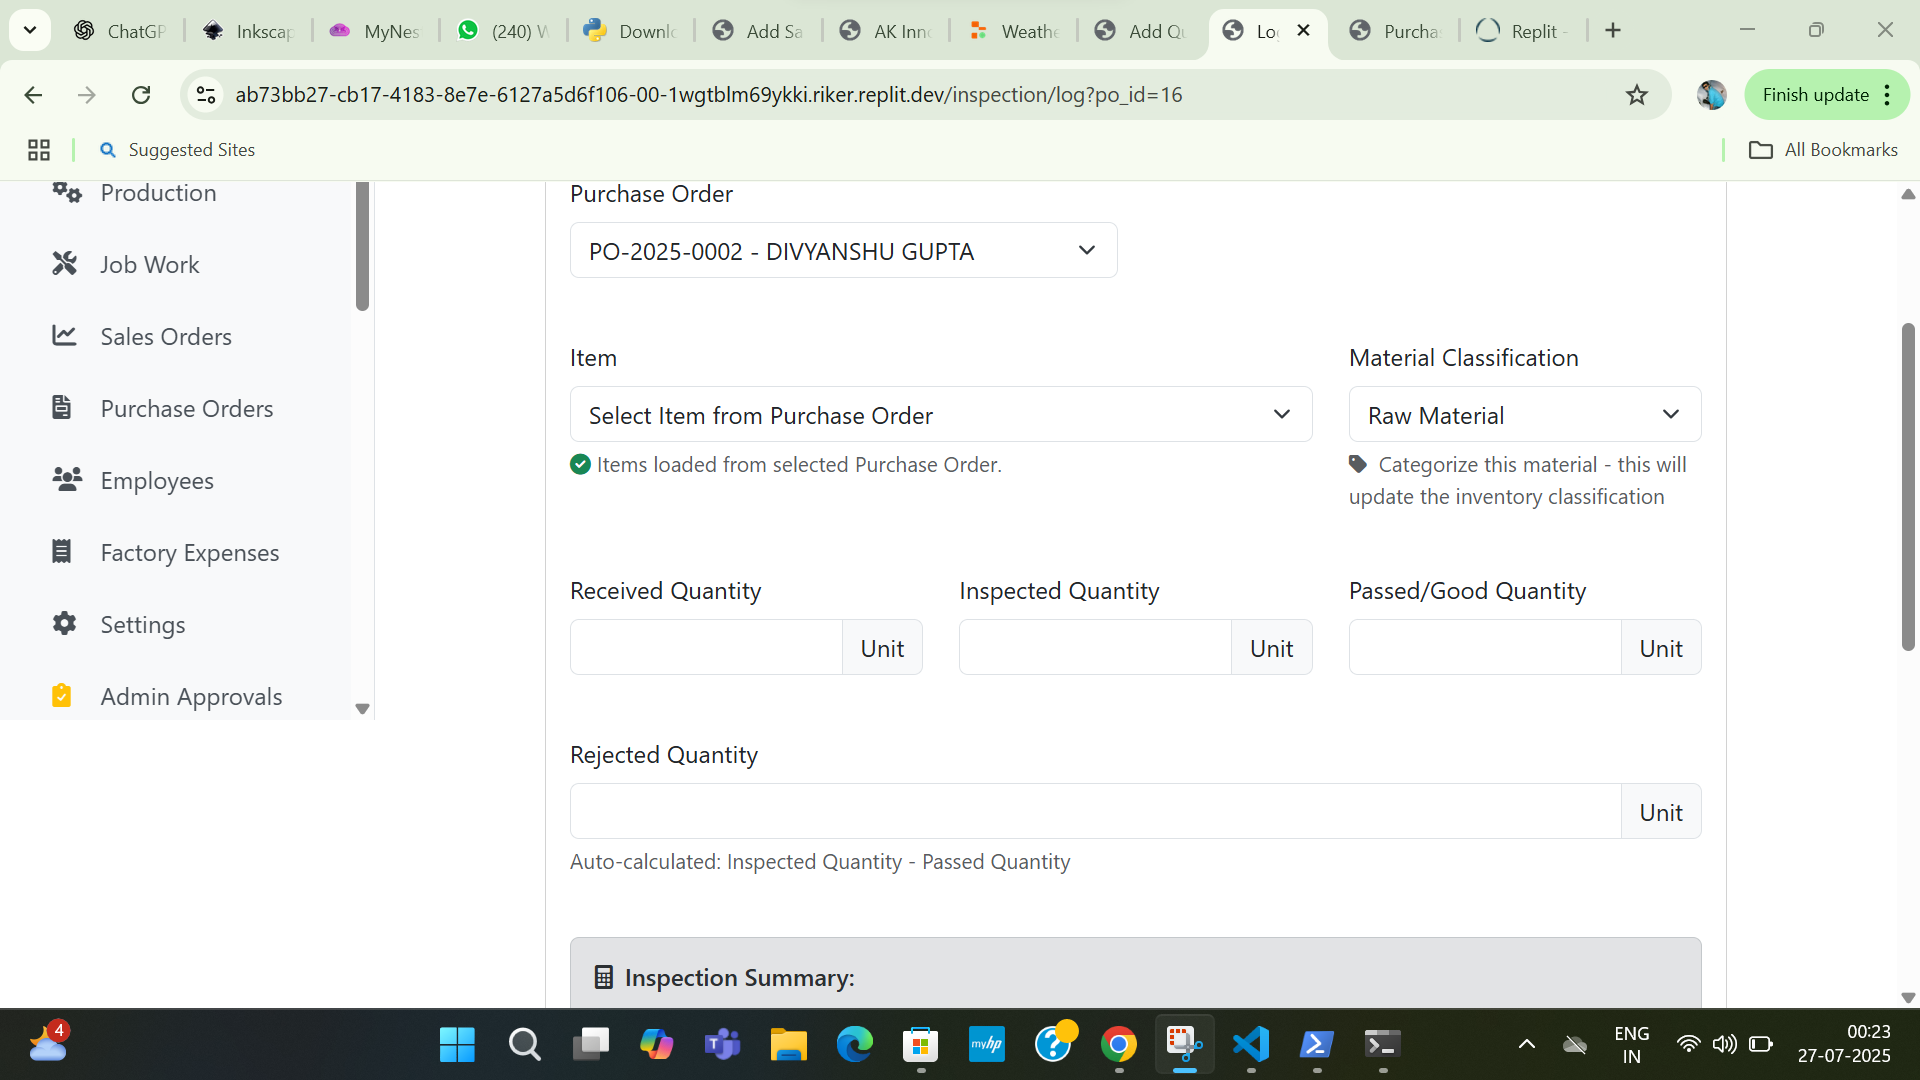 ChatGP
Inkscap
MyNes
(240) W
Downlo
Add Sa
AK Inno
Weathe
Add Qu
Lo
Purcha
Replit -
ab73bb27-cb17-4183-8e7e-6127a5d6f106-00-1wgtblm69ykki.riker.replit.dev/inspection/log?po_id=16
Finish update
Suggested Sites
All Bookmarks
Production
Job Work
Sales Orders
Purchase Orders
Employees
Factory Expenses
Settings
Admin Approvals
Purchase Order
PO-2025-0002 - DIVYANSHU GUPTA
Item
Select Item from Purchase Order
Items loaded from selected Purchase Order.
Material Classification
Raw Material
Categorize this material - this will
update the inventory classification
Received Quantity
Unit
Inspected Quantity
Unit
Passed/Good Quantity
Unit
Rejected Quantity
Unit
Auto-calculated: Inspected Quantity - Passed Quantity
Inspection Summary:
4
myhp
ENG
IN
00:23
27-07-2025